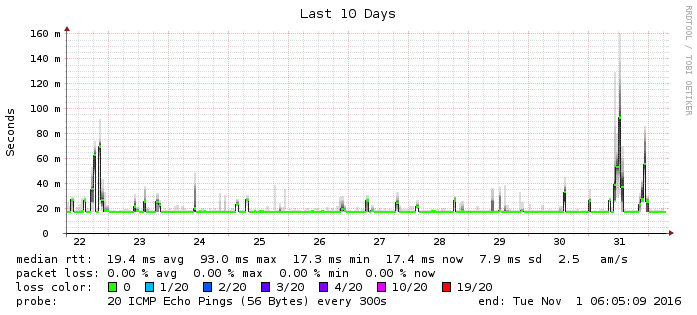 Last 10 Days
RRDTOOL / TOBI OETIKER
Seconds
160 m
140 m
120 m
100 m
80 m
60 m
40 m
20 m
0
22 23 24 25 26 27 28 29 30 31
median rtt: 19.4 ms avg 93.0 ms max 17.3 ms min 17.4 ms now 7.9 ms sd 2.5 am/s
packet loss: 0.00 % avg 0.00 % max 0.00 % min 0.00 % now
loss color: 0 1/20 2/20 3/20 4/20 10/20 19/20
probe: 20 ICMP Echo Pings (56 Bytes) every 300s end: Tue Nov 1 06:05:09 2016